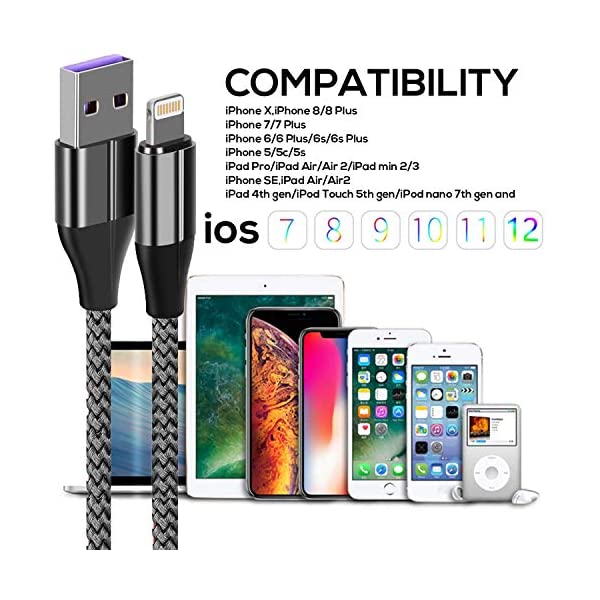 COMPATIBILITY
iPhone X,iPhone 8/8 Plus
iPhone 7/7 Plus
iPhone 6/6 Plus/6s/6s Plus
iPhone 5/5c/5s
iPad Pro/iPad Air/Air 2/iPad min 2/3
iPhone SE,iPad Air/Air2
iPad 4th gen/iPod Touch 5th gen/iPod nano 7th gen and
ios 7 8 9 10 11 12